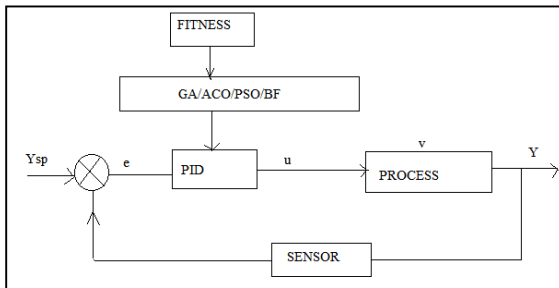 FITNESS
GA/ACO/PSO/BF
Ysp
e
PID
u
v
PROCESS
Y
SENSOR